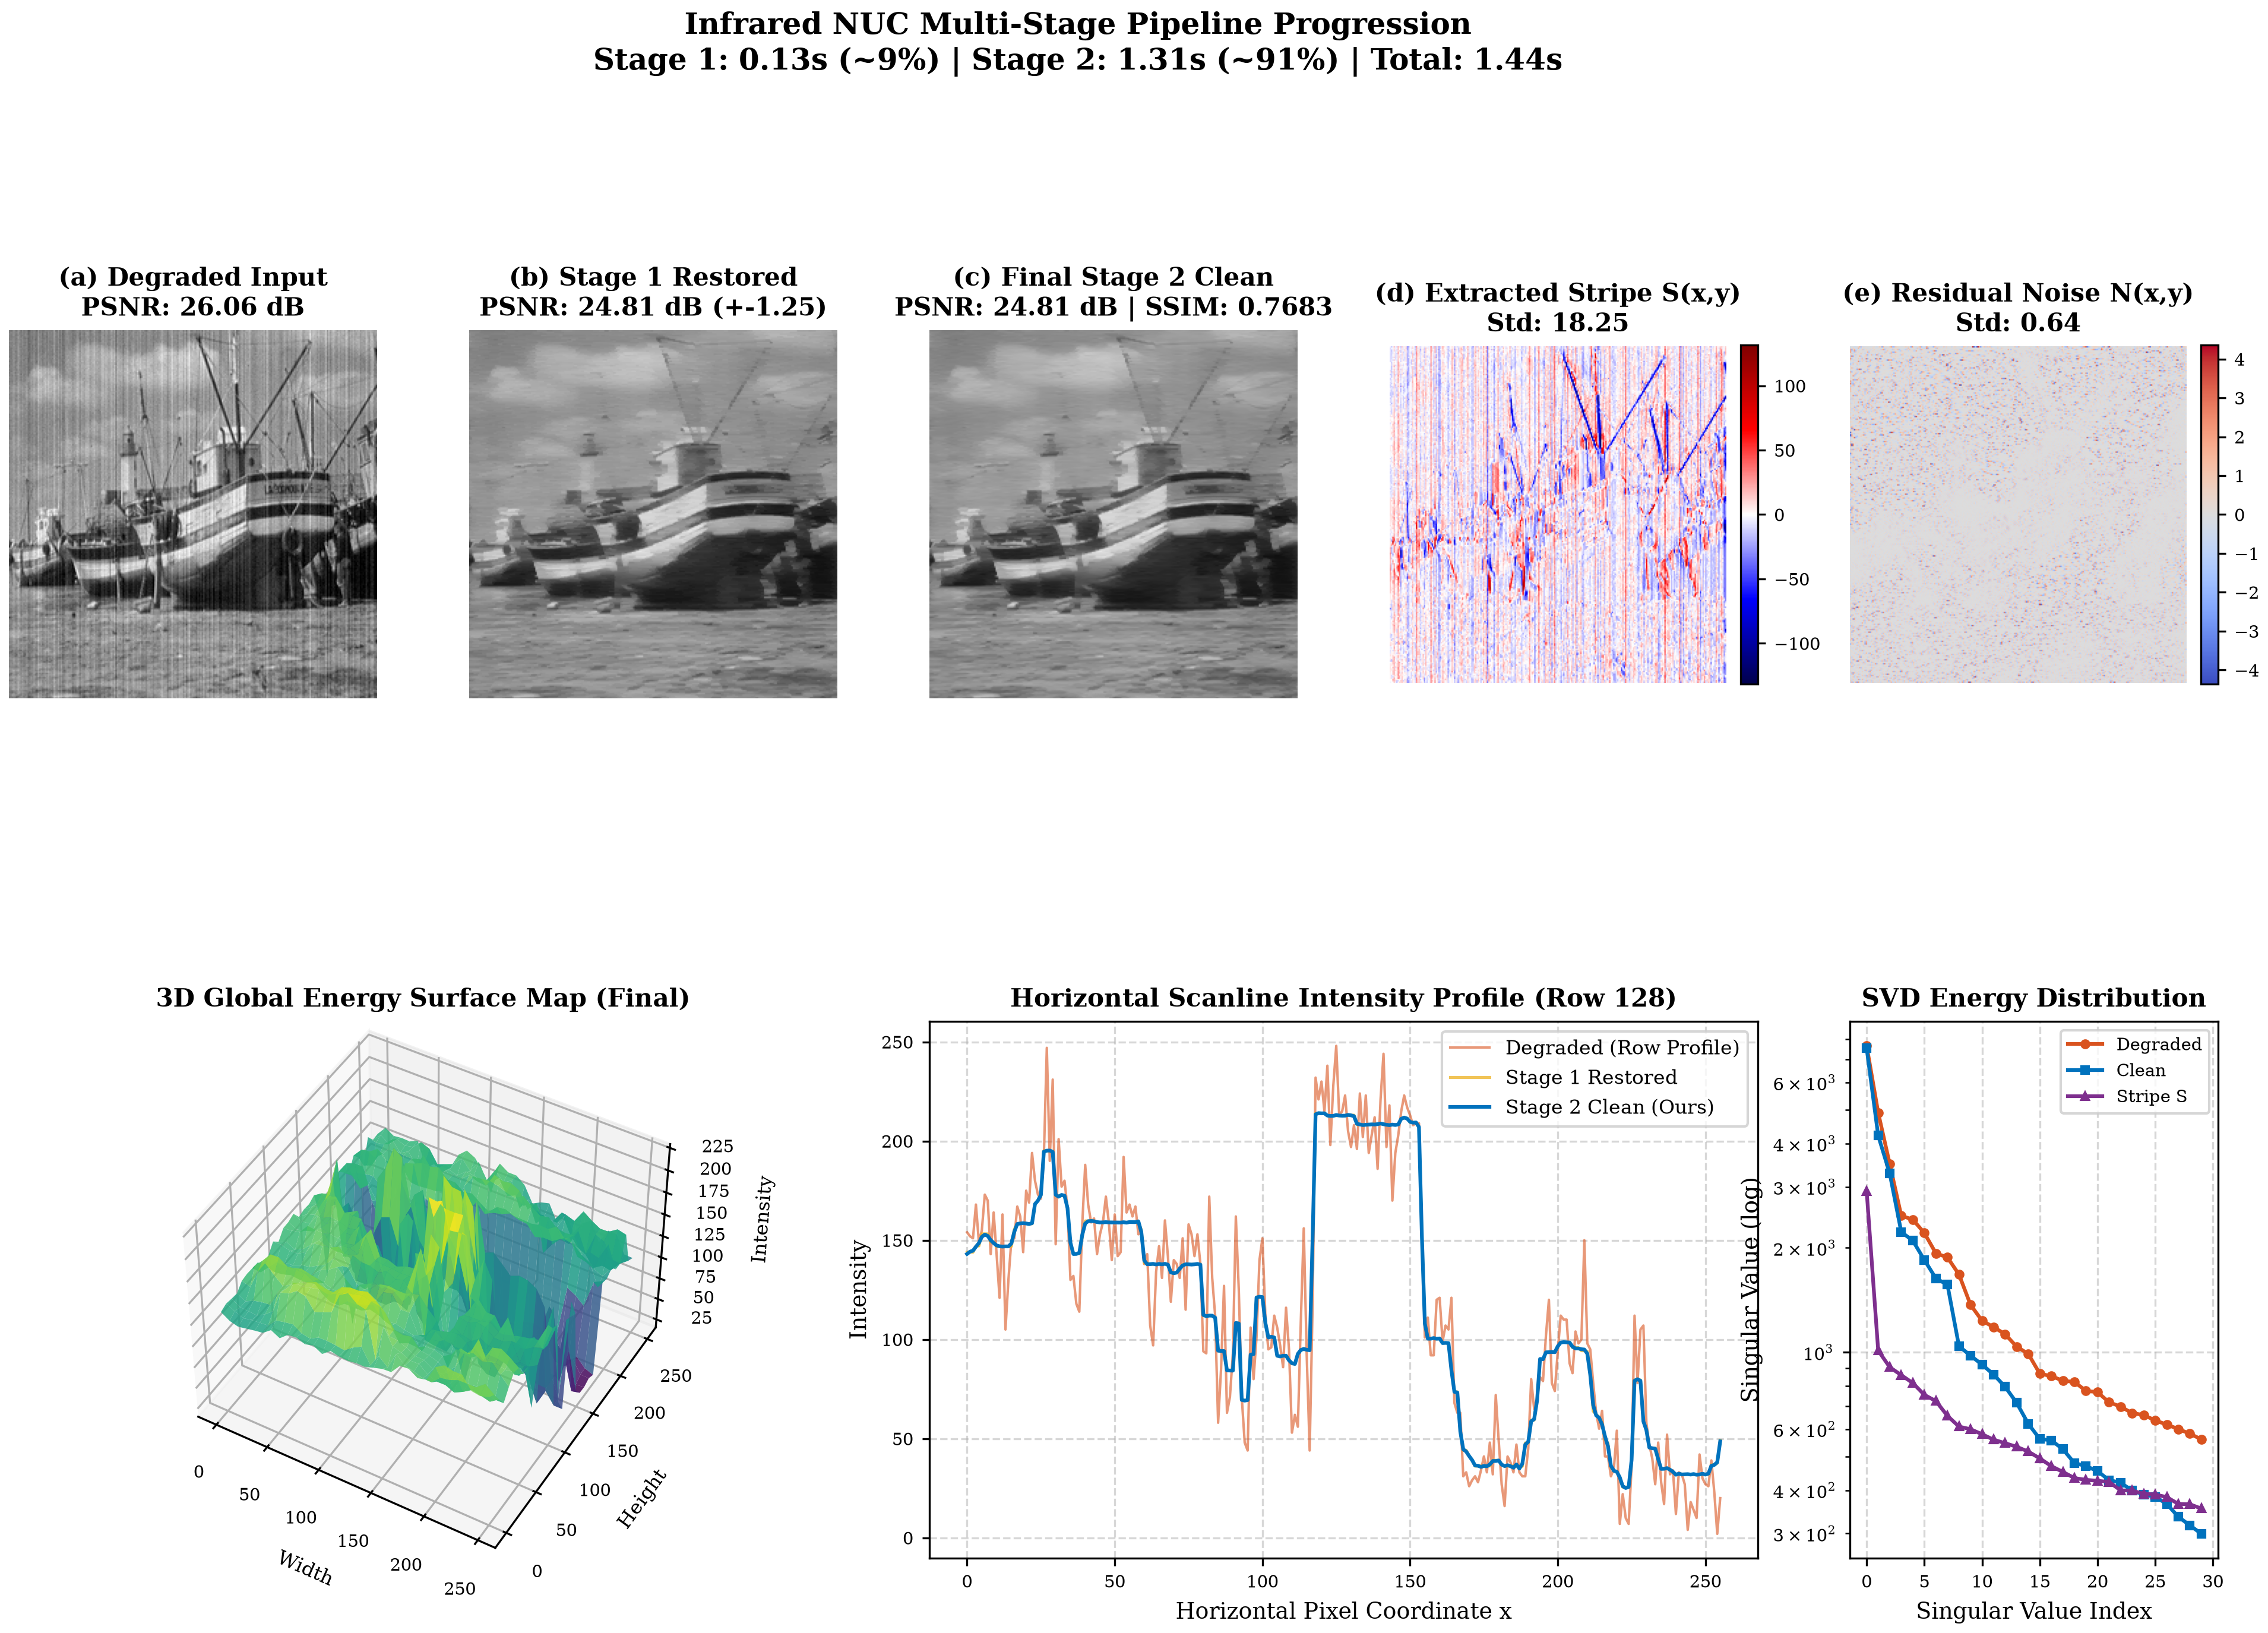 Infrared NUC Multi-Stage Pipeline Progression
Stage 1: 0.13s (~9%) | Stage 2: 1.31s (~91%) | Total: 1.44s
(a) Degraded Input
PSNR: 26.06 dB
(b) Stage 1 Restored
PSNR: 24.81 dB (+-1.25)
(c) Final Stage 2 Clean
PSNR: 24.81 dB | SSIM: 0.7683
(d) Extracted Stripe S(x,y)
Std: 18.25
100
50
0
−50
−100
(e) Residual Noise N(x,y)
Std: 0.64
4
3
2
1
0
−1
−2
−3
−4
3D Global Energy Surface Map (Final)
225
200
175
150
125
100
75
50
25
Intensity
0
50
100
150
200
250
Width
0
50
100
150
200
250
Height
Horizontal Scanline Intensity Profile (Row 128)
Degraded (Row Profile)
Stage 1 Restored
Stage 2 Clean (Ours)
250
200
150
100
50
0
Intensity
0
50
100
150
200
250
Horizontal Pixel Coordinate x
SVD Energy Distribution
Degraded
Clean
Stripe S
6 × 10³
4 × 10³
3 × 10³
2 × 10³
10³
6 × 10²
4 × 10²
3 × 10²
Singular Value (log)
0
5
10
15
20
25
30
Singular Value Index